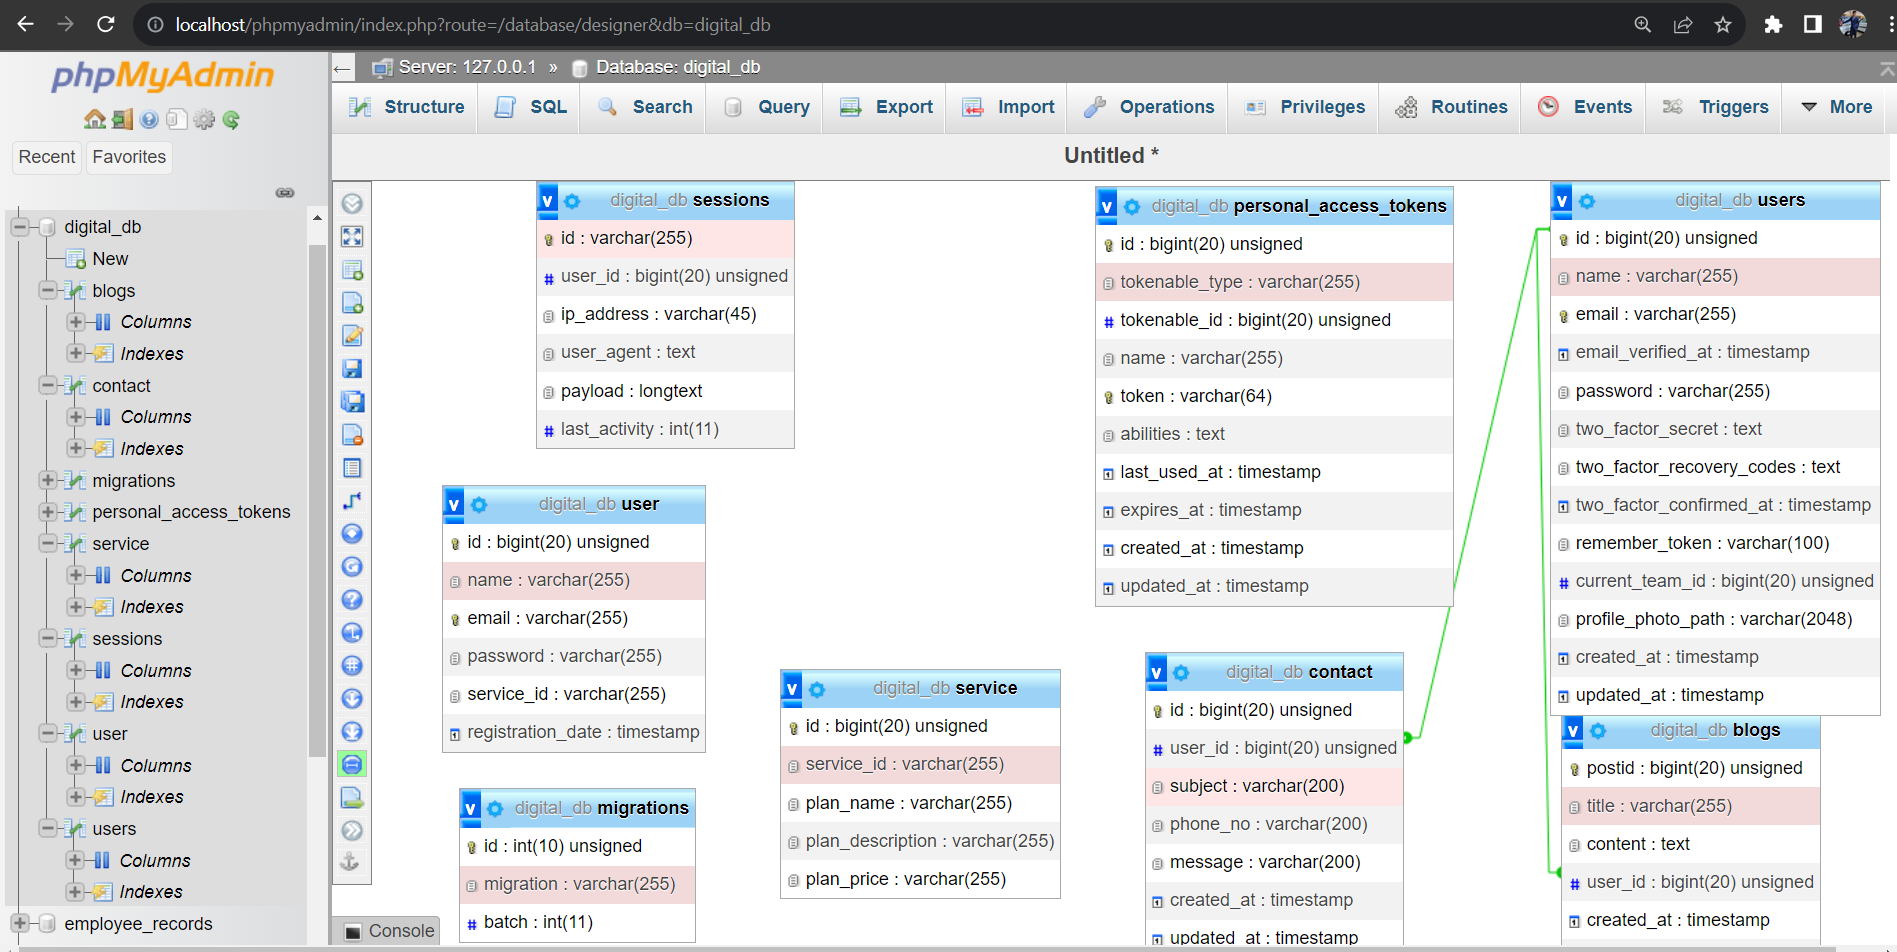 localhost/phpmyadmin/index.php?route=/database/designer&db=digital_db
phpMyAdmin
Recent
Favorites
digital_db
New
blogs
Columns
Indexes
contact
Columns
Indexes
migrations
personal_access_tokens
service
Columns
Indexes
sessions
Columns
Indexes
user
Columns
Indexes
users
Columns
Indexes
employee_records
Server: 127.0.0.1 » Database: digital_db
Structure SQL Search Query Export Import Operations Privileges Routines Events Triggers More
Untitled *
v digital_db sessions
id : varchar(255)
# user_id : bigint(20) unsigned
ip_address : varchar(45)
user_agent : text
payload : longtext
# last_activity : int(11)
v digital_db user
id : bigint(20) unsigned
name : varchar(255)
email : varchar(255)
password : varchar(255)
service_id : varchar(255)
registration_date : timestamp
v digital_db migrations
id : int(10) unsigned
migration : varchar(255)
# batch : int(11)
v digital_db service
id : bigint(20) unsigned
service_id : varchar(255)
plan_name : varchar(255)
plan_description : varchar(255)
plan_price : varchar(255)
v digital_db personal_access_tokens
id : bigint(20) unsigned
tokenable_type : varchar(255)
# tokenable_id : bigint(20) unsigned
name : varchar(255)
token : varchar(64)
abilities : text
last_used_at : timestamp
expires_at : timestamp
created_at : timestamp
updated_at : timestamp
v digital_db contact
id : bigint(20) unsigned
# user_id : bigint(20) unsigned
subject : varchar(200)
phone_no : varchar(200)
message : varchar(200)
created_at : timestamp
updated_at : timestamp
v digital_db users
id : bigint(20) unsigned
name : varchar(255)
email : varchar(255)
email_verified_at : timestamp
password : varchar(255)
two_factor_secret : text
two_factor_recovery_codes : text
two_factor_confirmed_at : timestamp
remember_token : varchar(100)
# current_team_id : bigint(20) unsigned
profile_photo_path : varchar(2048)
created_at : timestamp
updated_at : timestamp
v digital_db blogs
postid : bigint(20) unsigned
title : varchar(255)
content : text
# user_id : bigint(20) unsigned
created_at : timestamp
Console